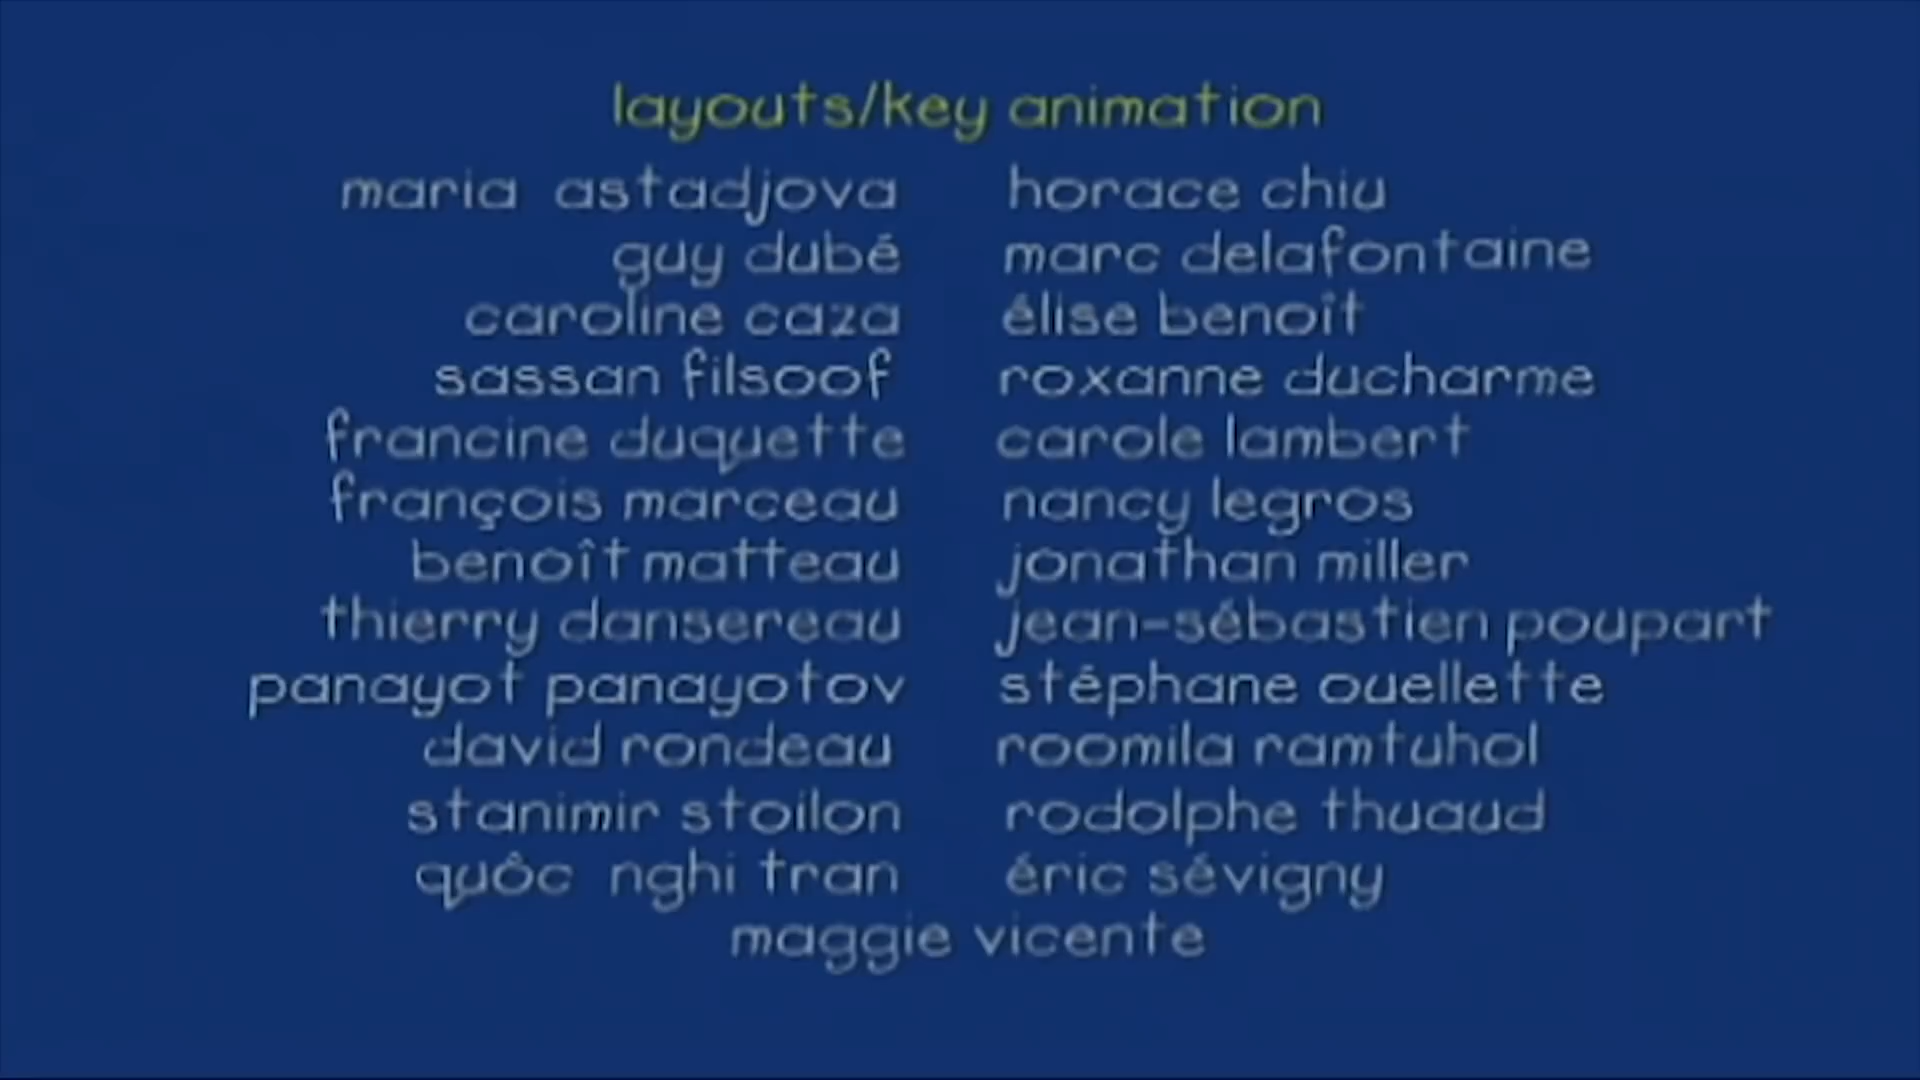 layouts/key animation
maria astadjova horace chiu
guy dubé marc delafontaine
caroline caza élise benoît
sassan filsoof roxanne ducharme
francine duquette carole lambert
françois marceau nancy legros
benoît matteau jonathan miller
thierry dansereau jean-sébastien poupart
panayot panayotov stéphane ouellette
david rondeau roomila ramtuhol
stanimir stoilon rodolphe thuaud
quôc nghi tran éric sévigny
maggie vicente